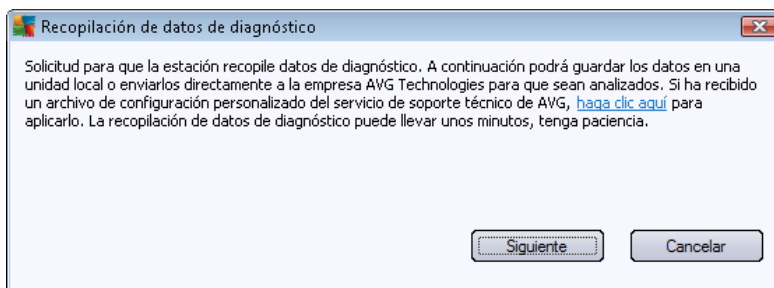 Recopilación de datos de diagnóstico
Solicitud para que la estación recopile datos de diagnóstico. A continuación podrá guardar los datos en una
unidad local o enviarlos directamente a la empresa AVG Technologies para que sean analizados. Si ha recibido
un archivo de configuración personalizado del servicio de soporte técnico de AVG, haga clic aquí para
aplicarlo. La recopilación de datos de diagnóstico puede llevar unos minutos, tenga paciencia.
Siguiente
Cancelar